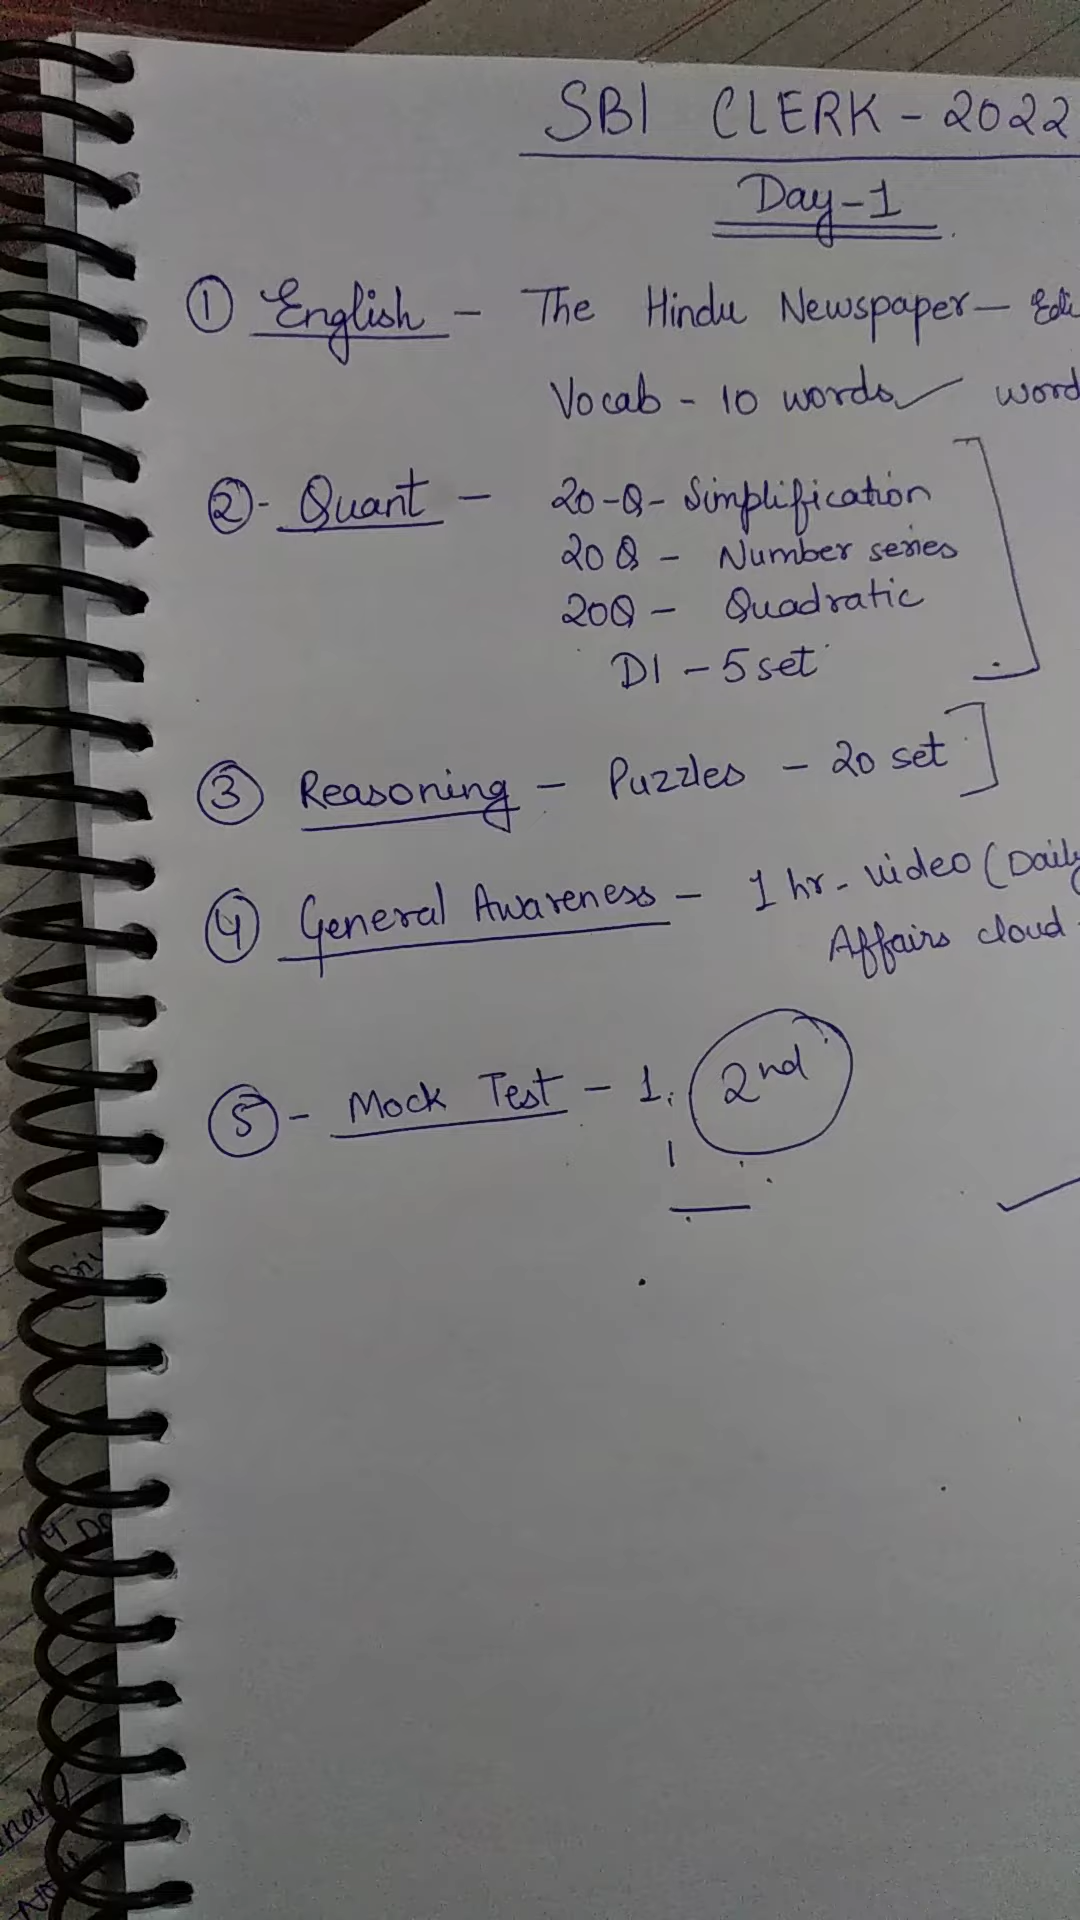 SBI CLERK - 2022
Day-1
① English - The Hindu Newspaper -
Vocab - 10 words ✓ word
②- Quant - 20-Q- Simplification
20 Q - Number series
20Q - Quadratic
DI - 5 set
③ Reasoning - Puzzles - 20 set
④ General Awareness - 1 hr - video (Daily
Affairs cloud
⑤- Mock Test - 1. 2nd